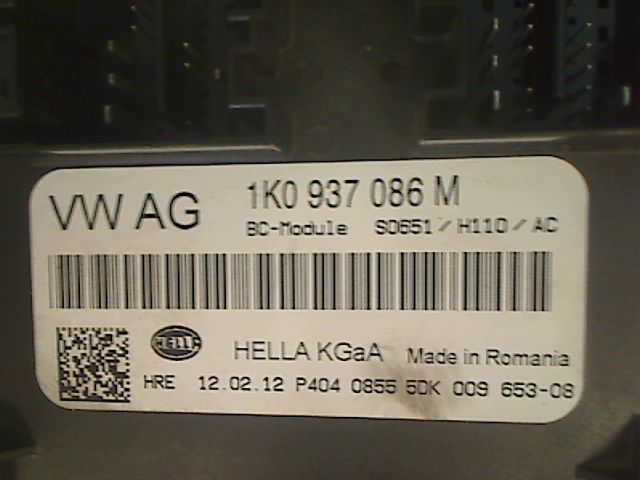 VW AG
1K0 937 086 M
BC-Module S0651/H110/AC
HELLA
HELLA KGaA Made in Romania
HRE 12.02.12 P404 0855 5DK 009 653-08